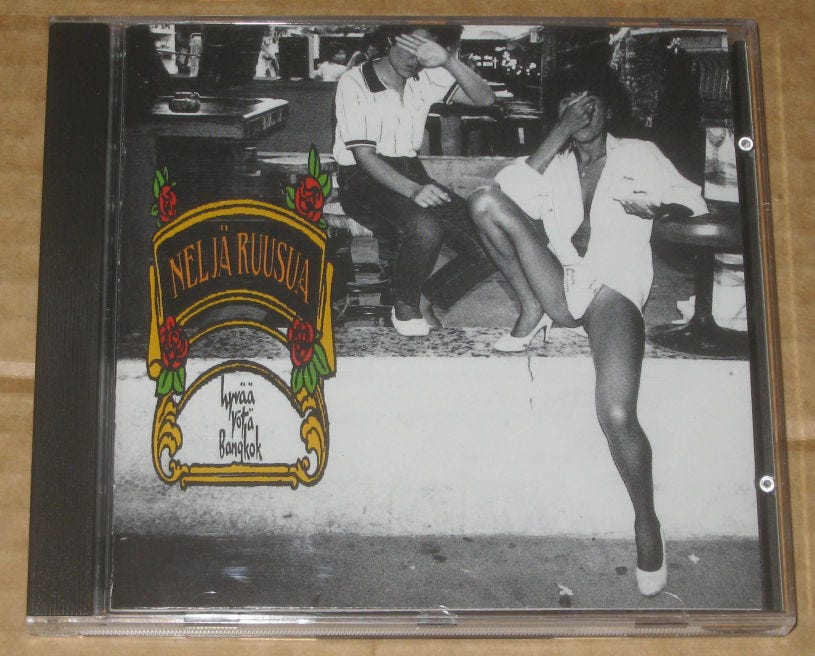 NELJÄ RUUSUA
hyvää
yötä
Bangkok